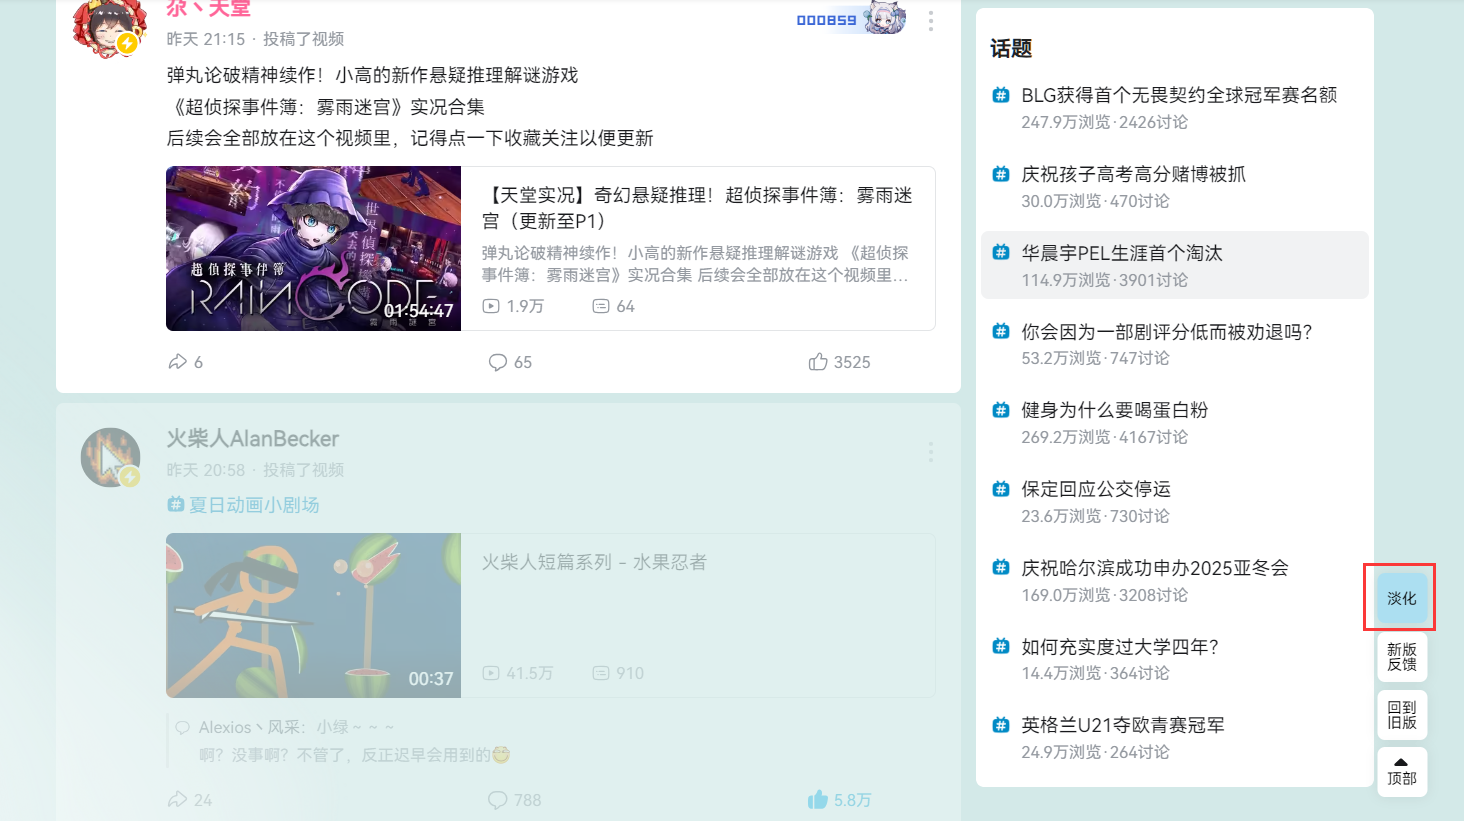 尕丶天堂
000859
昨天 21:15 · 投稿了视频
弹丸论破精神续作！小高的新作悬疑推理解谜游戏
《超侦探事件簿：雾雨迷宫》实况合集
后续会全部放在这个视频里，记得点一下收藏关注以便更新
超侦探事件簿
RAIN CODE
01:54:47
【天堂实况】奇幻悬疑推理！超侦探事件簿：雾雨迷
宫（更新至P1）
弹丸论破精神续作！小高的新作悬疑推理解谜游戏 《超侦探
事件簿：雾雨迷宫》实况合集 后续会全部放在这个视频里...
1.9万 64
6 65 3525
火柴人AlanBecker
昨天 20:58 · 投稿了视频
夏日动画小剧场
00:37
火柴人短篇系列 - 水果忍者
41.5万 910
Alexios丶风采：小绿~~~
啊？没事啊？不管了，反正迟早会用到的
24 788 5.8万
话题
BLG获得首个无畏契约全球冠军赛名额
247.9万浏览·2426讨论
庆祝孩子高考高分赌博被抓
30.0万浏览·470讨论
华晨宇PEL生涯首个淘汰
114.9万浏览·3901讨论
你会因为一部剧评分低而被劝退吗？
53.2万浏览·747讨论
健身为什么要喝蛋白粉
269.2万浏览·4167讨论
保定回应公交停运
23.6万浏览·730讨论
庆祝哈尔滨成功申办2025亚冬会
169.0万浏览·3208讨论
如何充实度过大学四年？
14.4万浏览·364讨论
英格兰U21夺欧青赛冠军
24.9万浏览·264讨论
淡化
新版
反馈
回到
旧版
顶部